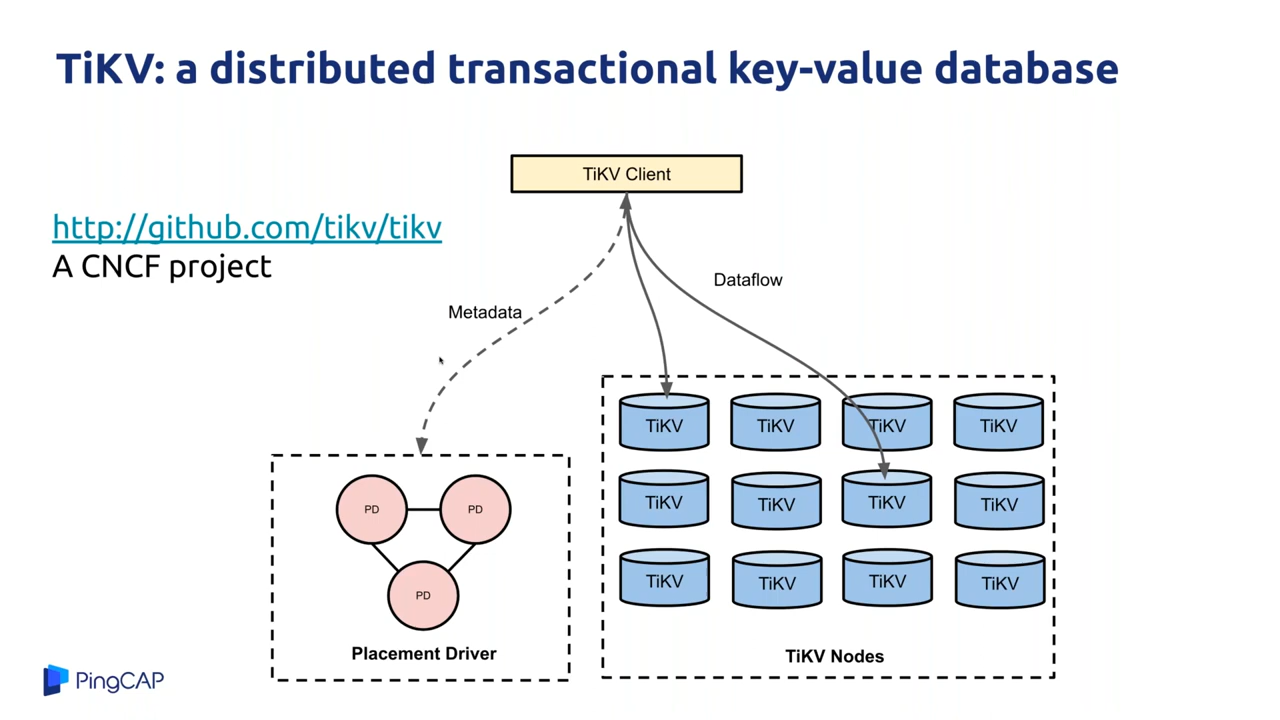 TiKV: a distributed transactional key-value database
TiKV Client
http://github.com/tikv/tikv
A CNCF project
Dataflow
Metadata
TiKV TiKV TiKV TiKV
TiKV TiKV TiKV TiKV
TiKV TiKV TiKV TiKV
PD PD
PD
Placement Driver
TiKV Nodes
PingCAP